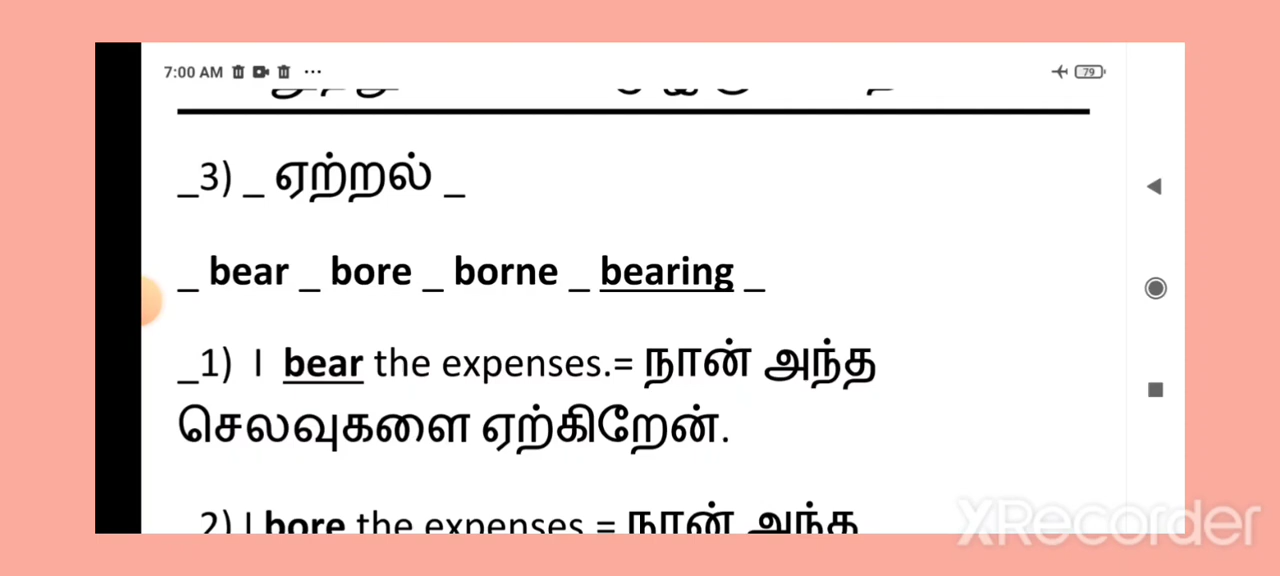 7:00 AM
79
_3) _ ஏற்றல் _
_ bear _ bore _ borne _ bearing _
_1) I bear the expenses.= நான் அந்த
செலவுகளை ஏற்கிறேன்.
2) I bore the expenses = நான் அந்த
XRecorder